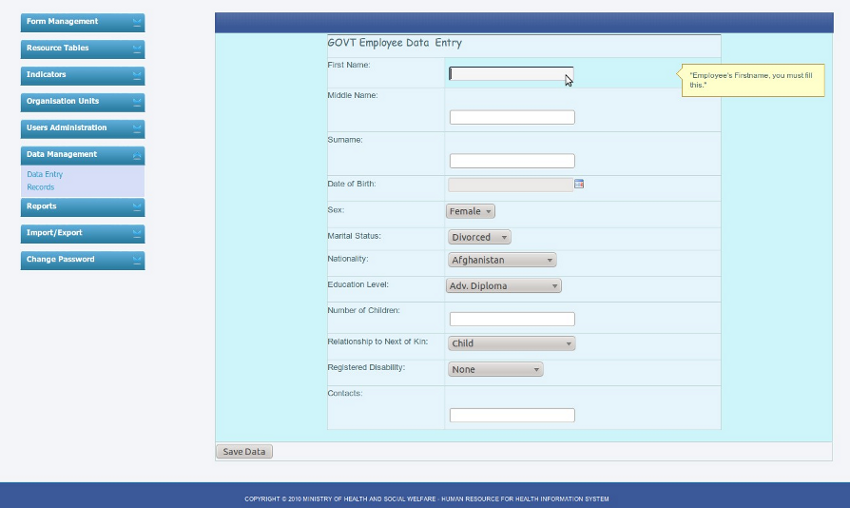 Form Management
Resource Tables
Indicators
Organisation Units
Users Administration
Data Management
Data Entry
Records
Reports
Import/Export
Change Password
GOVT Employee Data Entry
First Name:
"Employee's Firstname, you must fill
this."
Middle Name:
Surname:
Date of Birth:
Sex:
Female
Marital Status:
Divorced
Nationality:
Afghanistan
Education Level:
Adv. Diploma
Number of Children:
Relationship to Next of Kin:
Child
Registered Disability:
None
Contacts:
Save Data
COPYRIGHT © 2010 MINISTRY OF HEALTH AND SOCIAL WELFARE - HUMAN RESOURCE FOR HEALTH INFORMATION SYSTEM